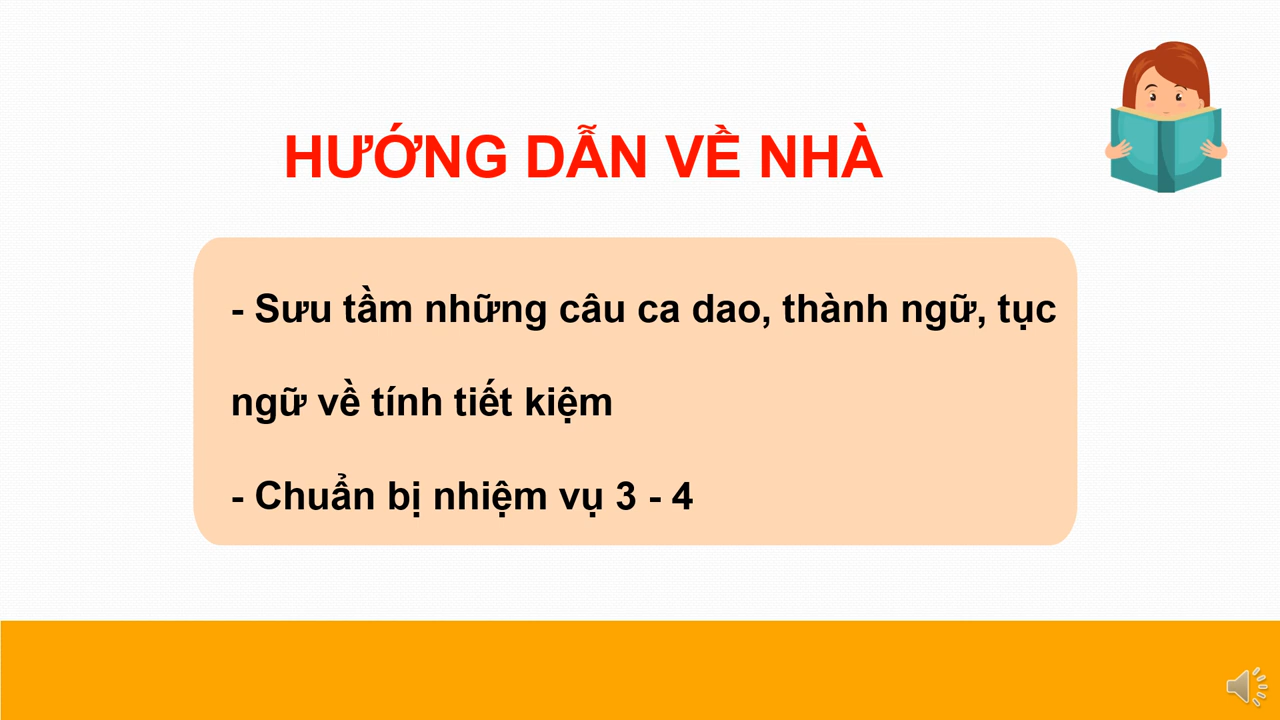 HƯỚNG DẪN VỀ NHÀ
- Sưu tầm những câu ca dao, thành ngữ, tục
ngữ về tính tiết kiệm
- Chuẩn bị nhiệm vụ 3 - 4